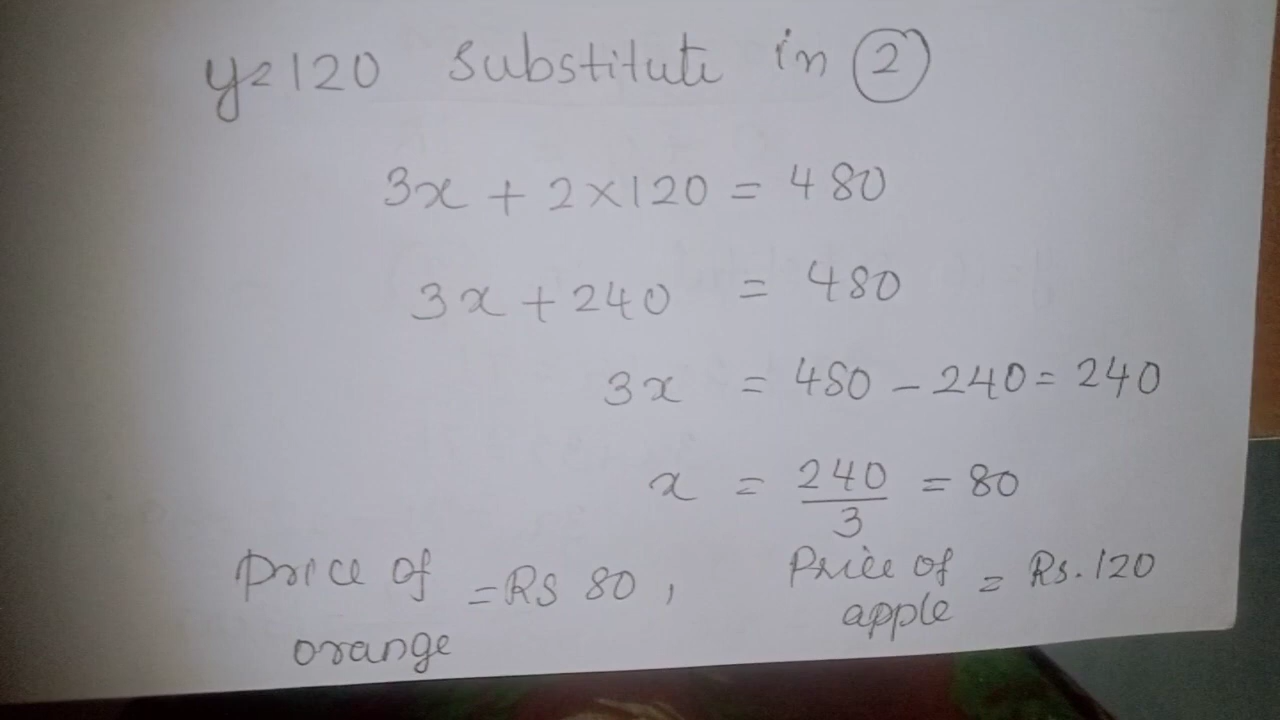 y=120 substitute in ②
3x + 2×120 = 480
3x + 240 = 480
3x = 480 - 240 = 240
x = 240/3 = 80
Price of orange = RS 80, Price of apple = Rs. 120